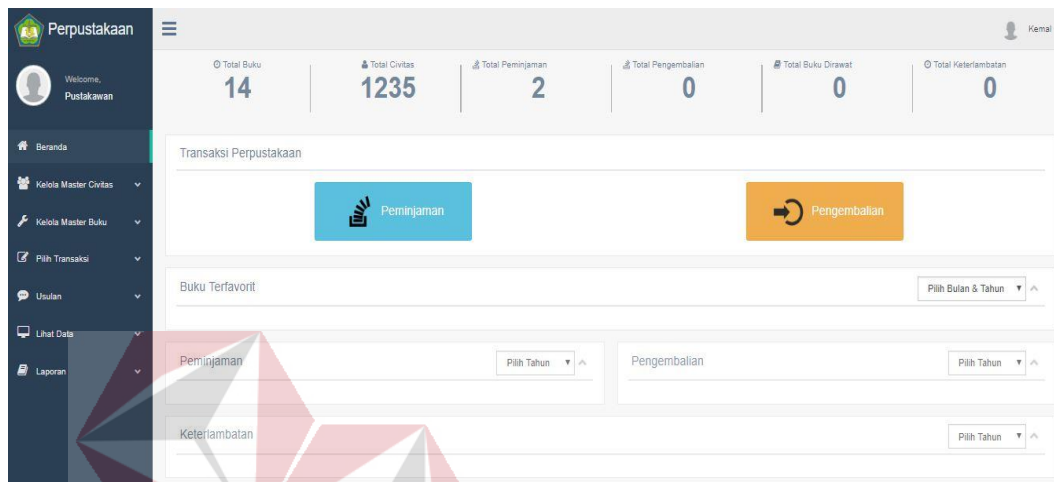 Perpustakaan
Kemal
Welcome,
Pustakawan
Total Buku
14
Total Civitas
1235
Total Peminjaman
2
Total Pengembalian
0
Total Buku Dirawat
0
Total Keterlambatan
0
Beranda
Kelola Master Civitas
Kelola Master Buku
Pilih Transaksi
Usulan
Lihat Data
Laporan
Transaksi Perpustakaan
Peminjaman
Pengembalian
Buku Terfavorit
Pilih Bulan & Tahun
Peminjaman
Pilih Tahun
Pengembalian
Pilih Tahun
Keterlambatan
Pilih Tahun